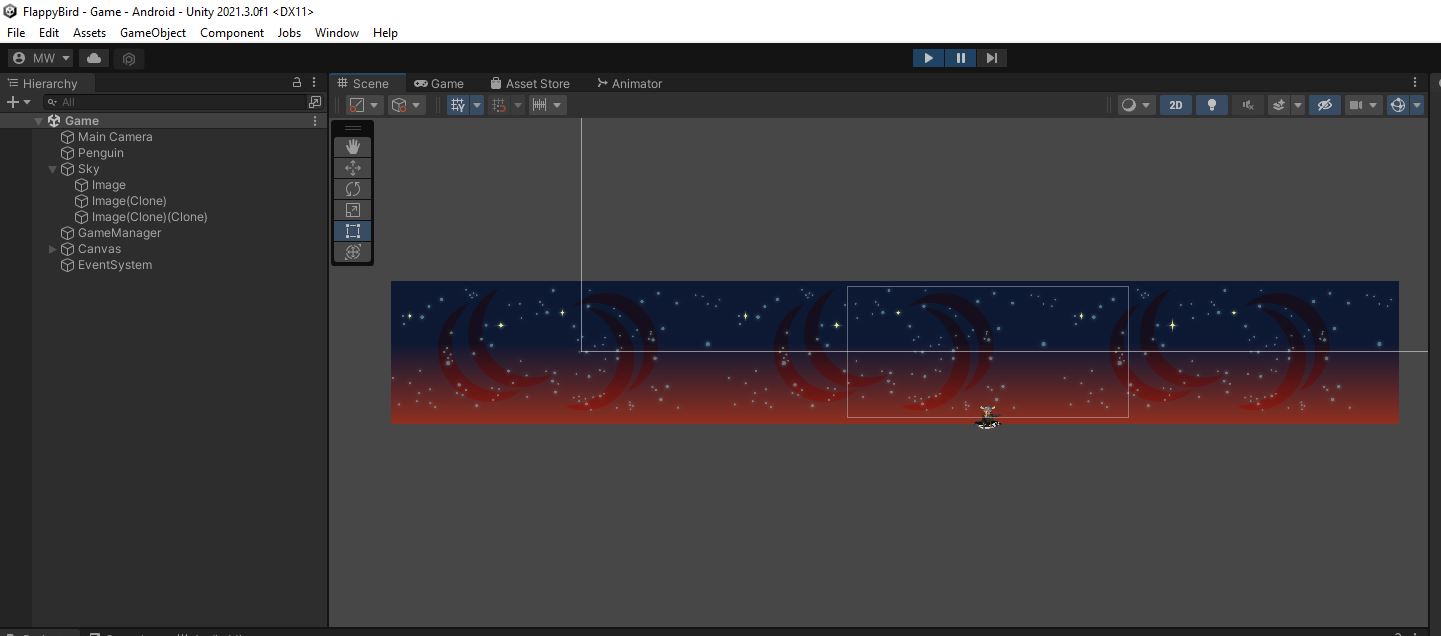 FlappyBird - Game - Android - Unity 2021.3.0f1 <DX11>
File Edit Assets GameObject Component Jobs Window Help
MW
Hierarchy
Scene Game Asset Store Animator
All
2D
Game
Main Camera
Penguin
Sky
Image
Image(Clone)
Image(Clone)(Clone)
GameManager
Canvas
EventSystem